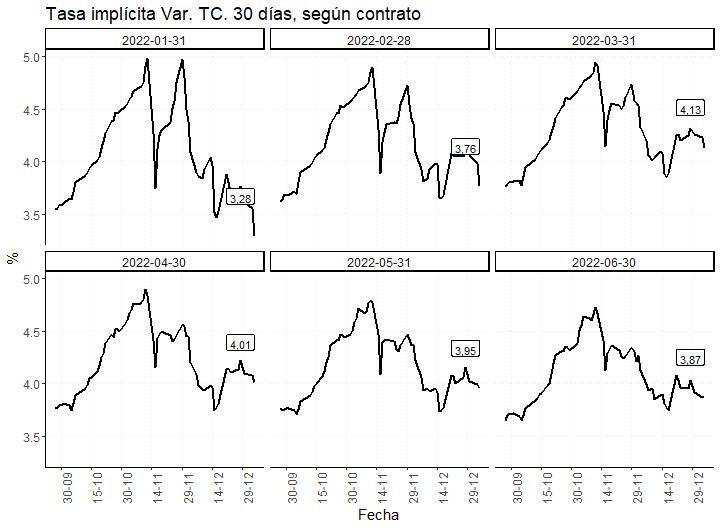 Tasa implícita Var. TC. 30 días, según contrato
2022-01-31 2022-02-28 2022-03-31
5.0
4.5
4.0
3.5
3,28 3,76 4,13
2022-04-30 2022-05-31 2022-06-30
%
5.0
4.5
4.0
3.5
4,01 3,95 3,87
30-09 15-10 30-10 14-11 29-11 14-12 29-12 30-09 15-10 30-10 14-11 29-11 14-12 29-12 30-09 15-10 30-10 14-11 29-11 14-12 29-12
Fecha